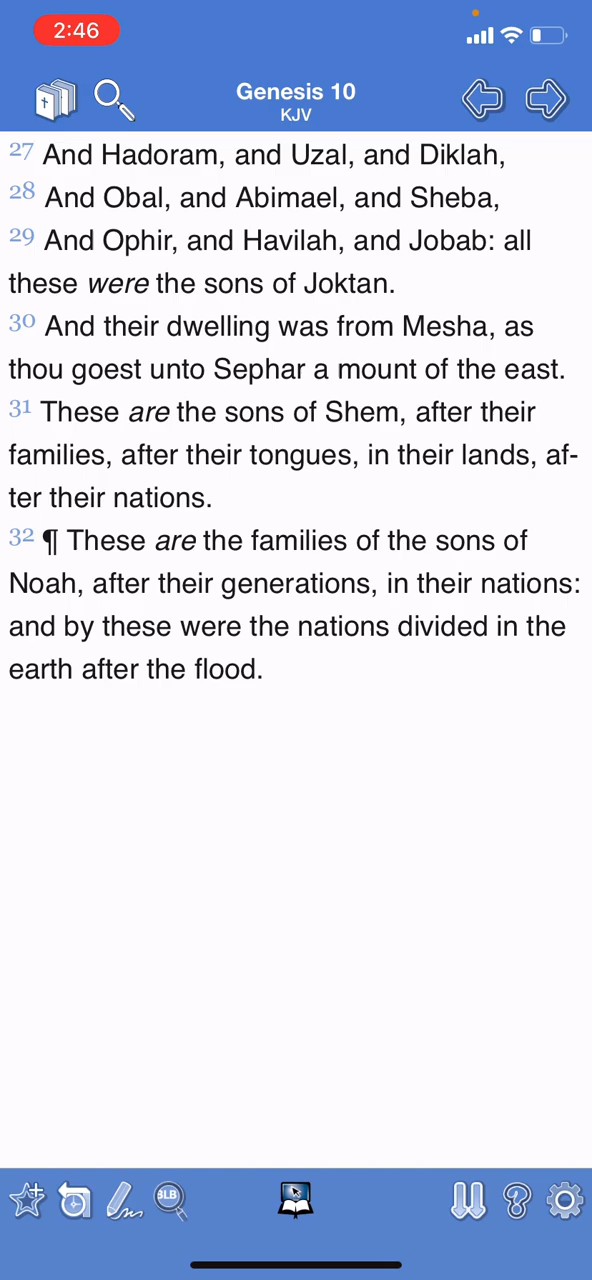 2:46
Genesis 10
KJV
27 And Hadoram, and Uzal, and Diklah,
28 And Obal, and Abimael, and Sheba,
29 And Ophir, and Havilah, and Jobab: all
these were the sons of Joktan.
30 And their dwelling was from Mesha, as
thou goest unto Sephar a mount of the east.
31 These are the sons of Shem, after their
families, after their tongues, in their lands, af-
ter their nations.
32 ¶ These are the families of the sons of
Noah, after their generations, in their nations:
and by these were the nations divided in the
earth after the flood.
BLB